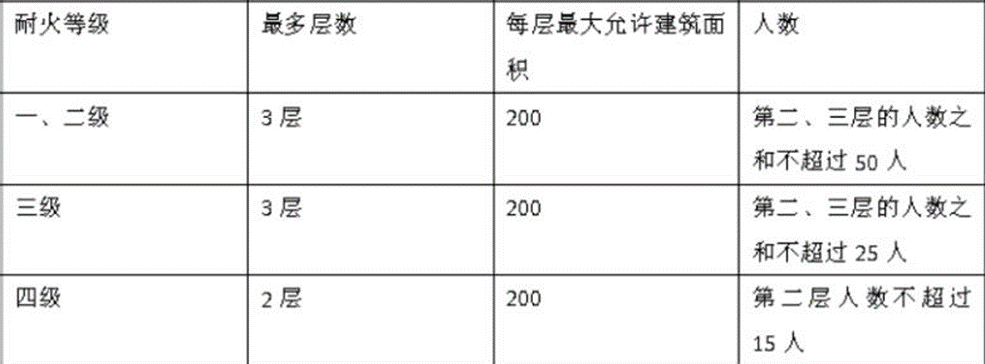 耐火等级
最多层数
每层最大允许建筑面
积
人数
一、二级
3 层
200
第二、三层的人数之
和不超过 50 人
三级
3 层
200
第二、三层的人数之
和不超过 25 人
四级
2 层
200
第二层人数不超过
15 人